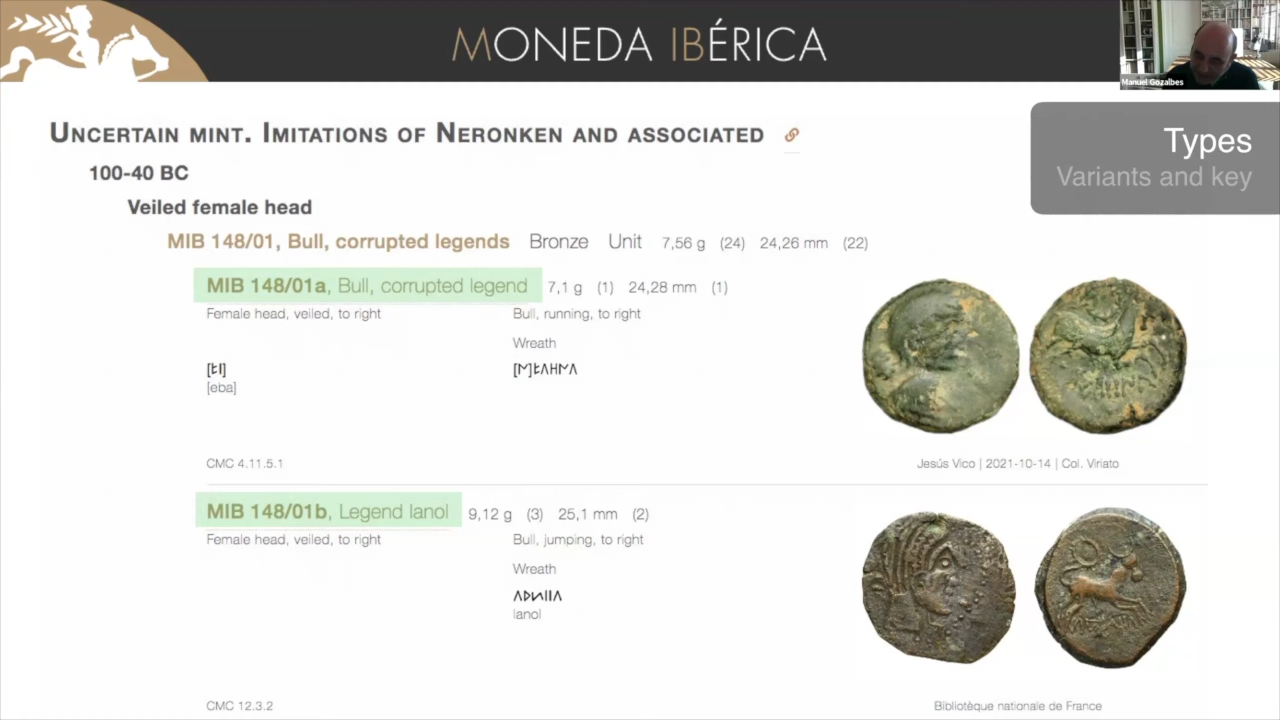 MONEDA IBÉRICA
Manuel Gozalbes
Types
Variants and key
UNCERTAIN MINT. IMITATIONS OF NERONKEN AND ASSOCIATED
100-40 BC
Veiled female head
MIB 148/01, Bull, corrupted legends Bronze Unit 7,56 g (24) 24,26 mm (22)
MIB 148/01a, Bull, corrupted legend 7,1 g (1) 24,28 mm (1)
Female head, veiled, to right Bull, running, to right
Wreath
[eba]
CMC 4.11.5.1
Jesús Vico | 2021-10-14 | Col. Viriato
MIB 148/01b, Legend lanol 9,12 g (3) 25,1 mm (2)
Female head, veiled, to right Bull, jumping, to right
Wreath
lanol
CMC 12.3.2
Bibliotèque nationale de France